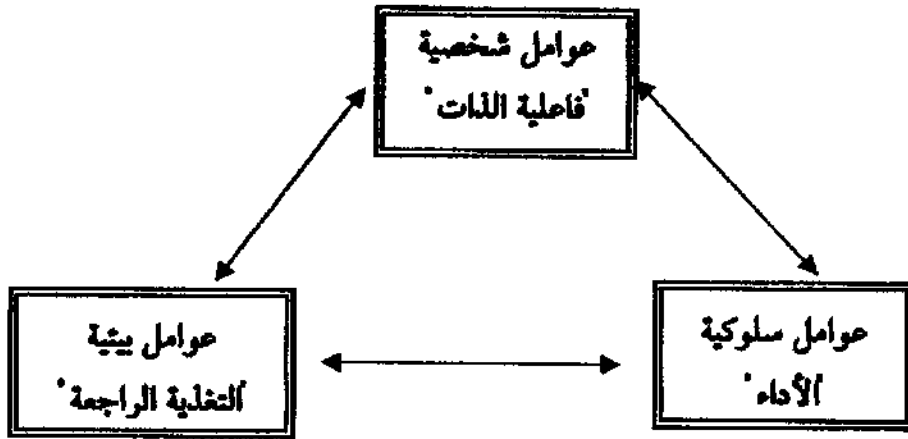 عوامل شخصية
"فاعلية الذات"
عوامل سلوكية
"الأداء"
عوامل بيئية
"التغذية الراجعة"